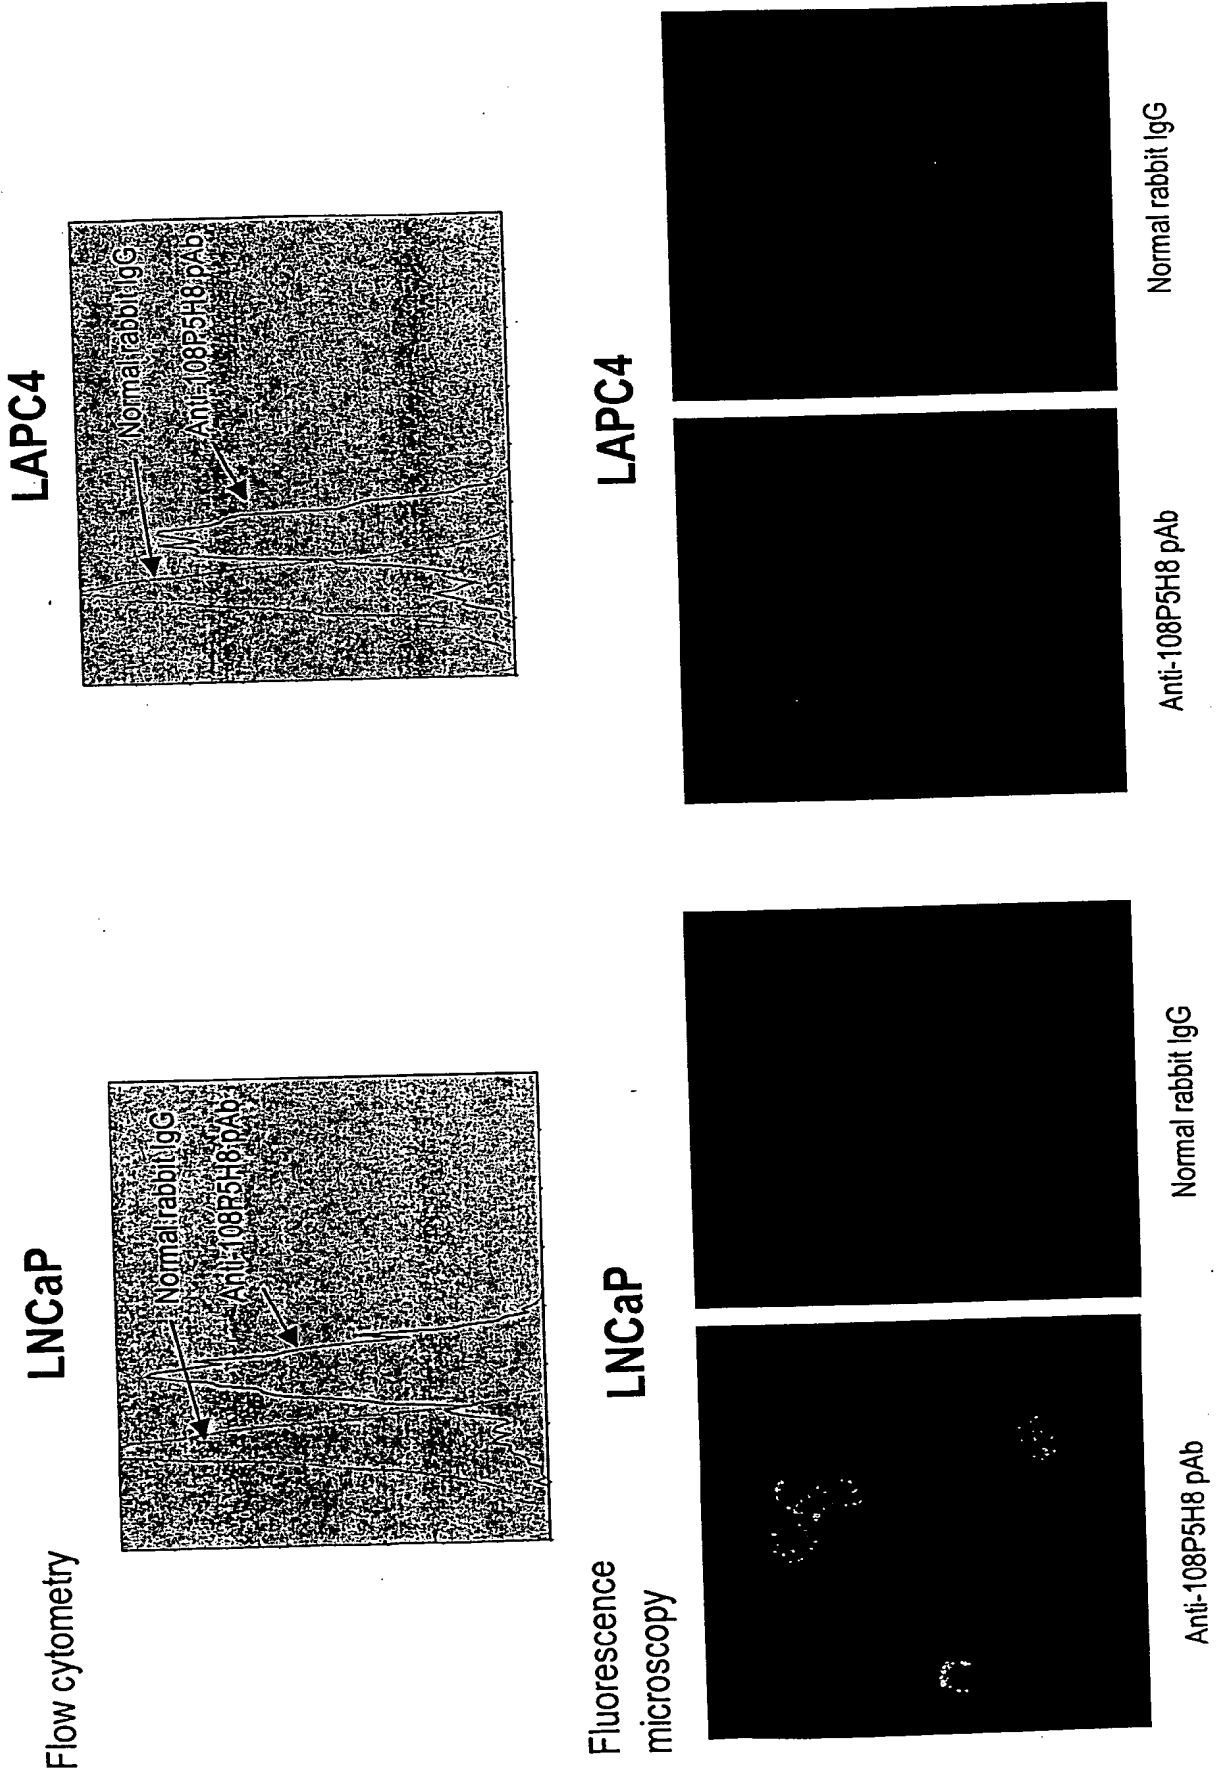 Flow cytometry
LNCaP
LAPC4
Normal rabbit IgG
Anti-108P5H8 pAb
Normal rabbit IgG
Anti-108P5H8 pAb
Fluorescence
microscopy
LNCaP
LAPC4
Anti-108P5H8 pAb
Normal rabbit IgG
Anti-108P5H8 pAb
Normal rabbit IgG